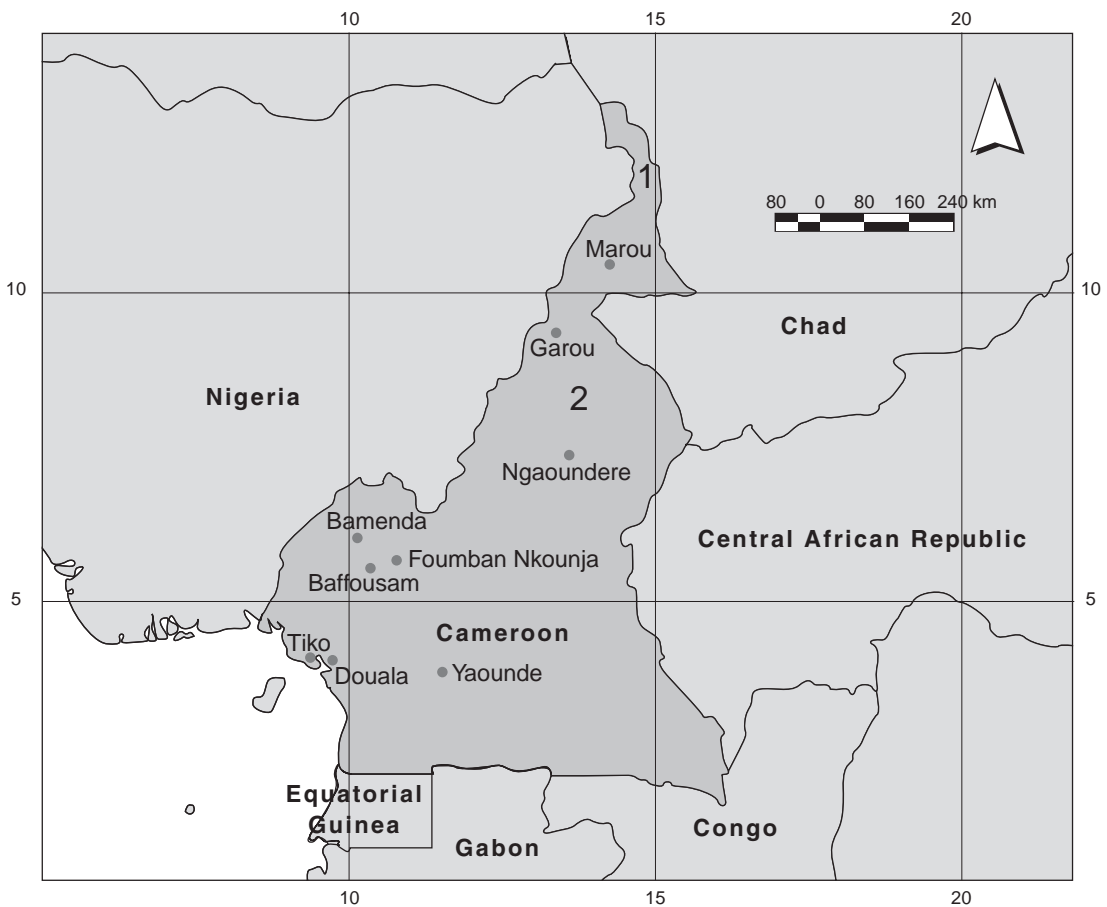 10 15 20
1
80 0 80 160 240 km
Marou
10 10
Chad
Garou
Nigeria
2
Ngaoundere
Bamenda
Central African Republic
Foumban Nkounja
Baffousam
5 5
Cameroon
Tiko
Douala
Yaounde
Equatorial
Guinea
Congo
Gabon
10 15 20